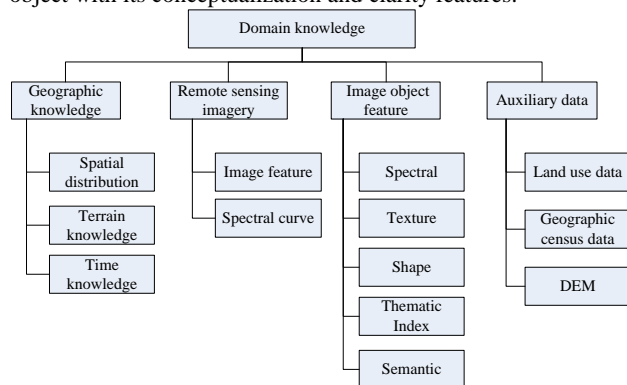 object with its conceptualization and clarity features.
Domain knowledge
Geographic
knowledge
Remote sensing
imagery
Image object
feature
Auxiliary data
Spatial
distribution
Terrain
knowledge
Time
knowledge
Image feature
Spectral curve
Spectral
Texture
Shape
Thematic
Index
Semantic
Land use data
Geographic
census data
DEM